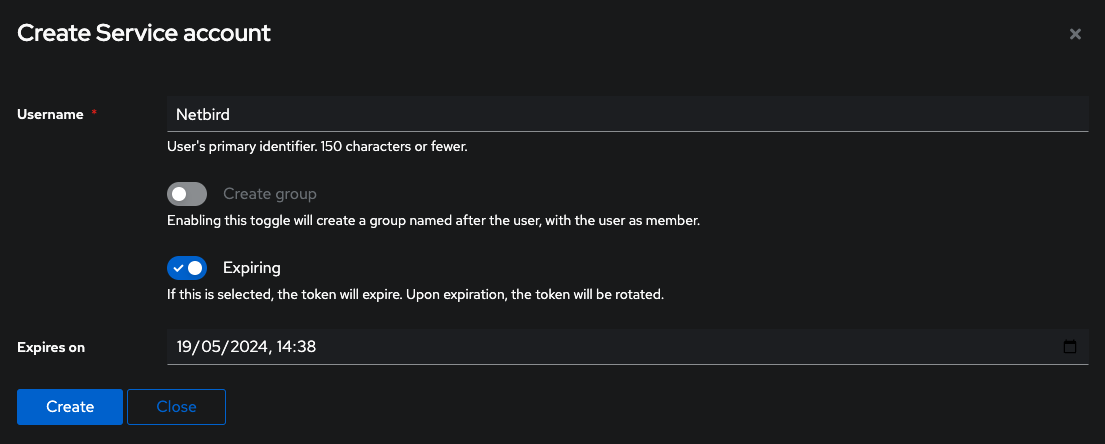 Create Service account
Username *
Netbird
User's primary identifier. 150 characters or fewer.
Create group
Enabling this toggle will create a group named after the user, with the user as member.
Expiring
If this is selected, the token will expire. Upon expiration, the token will be rotated.
Expires on
19/05/2024, 14:38
Create
Close